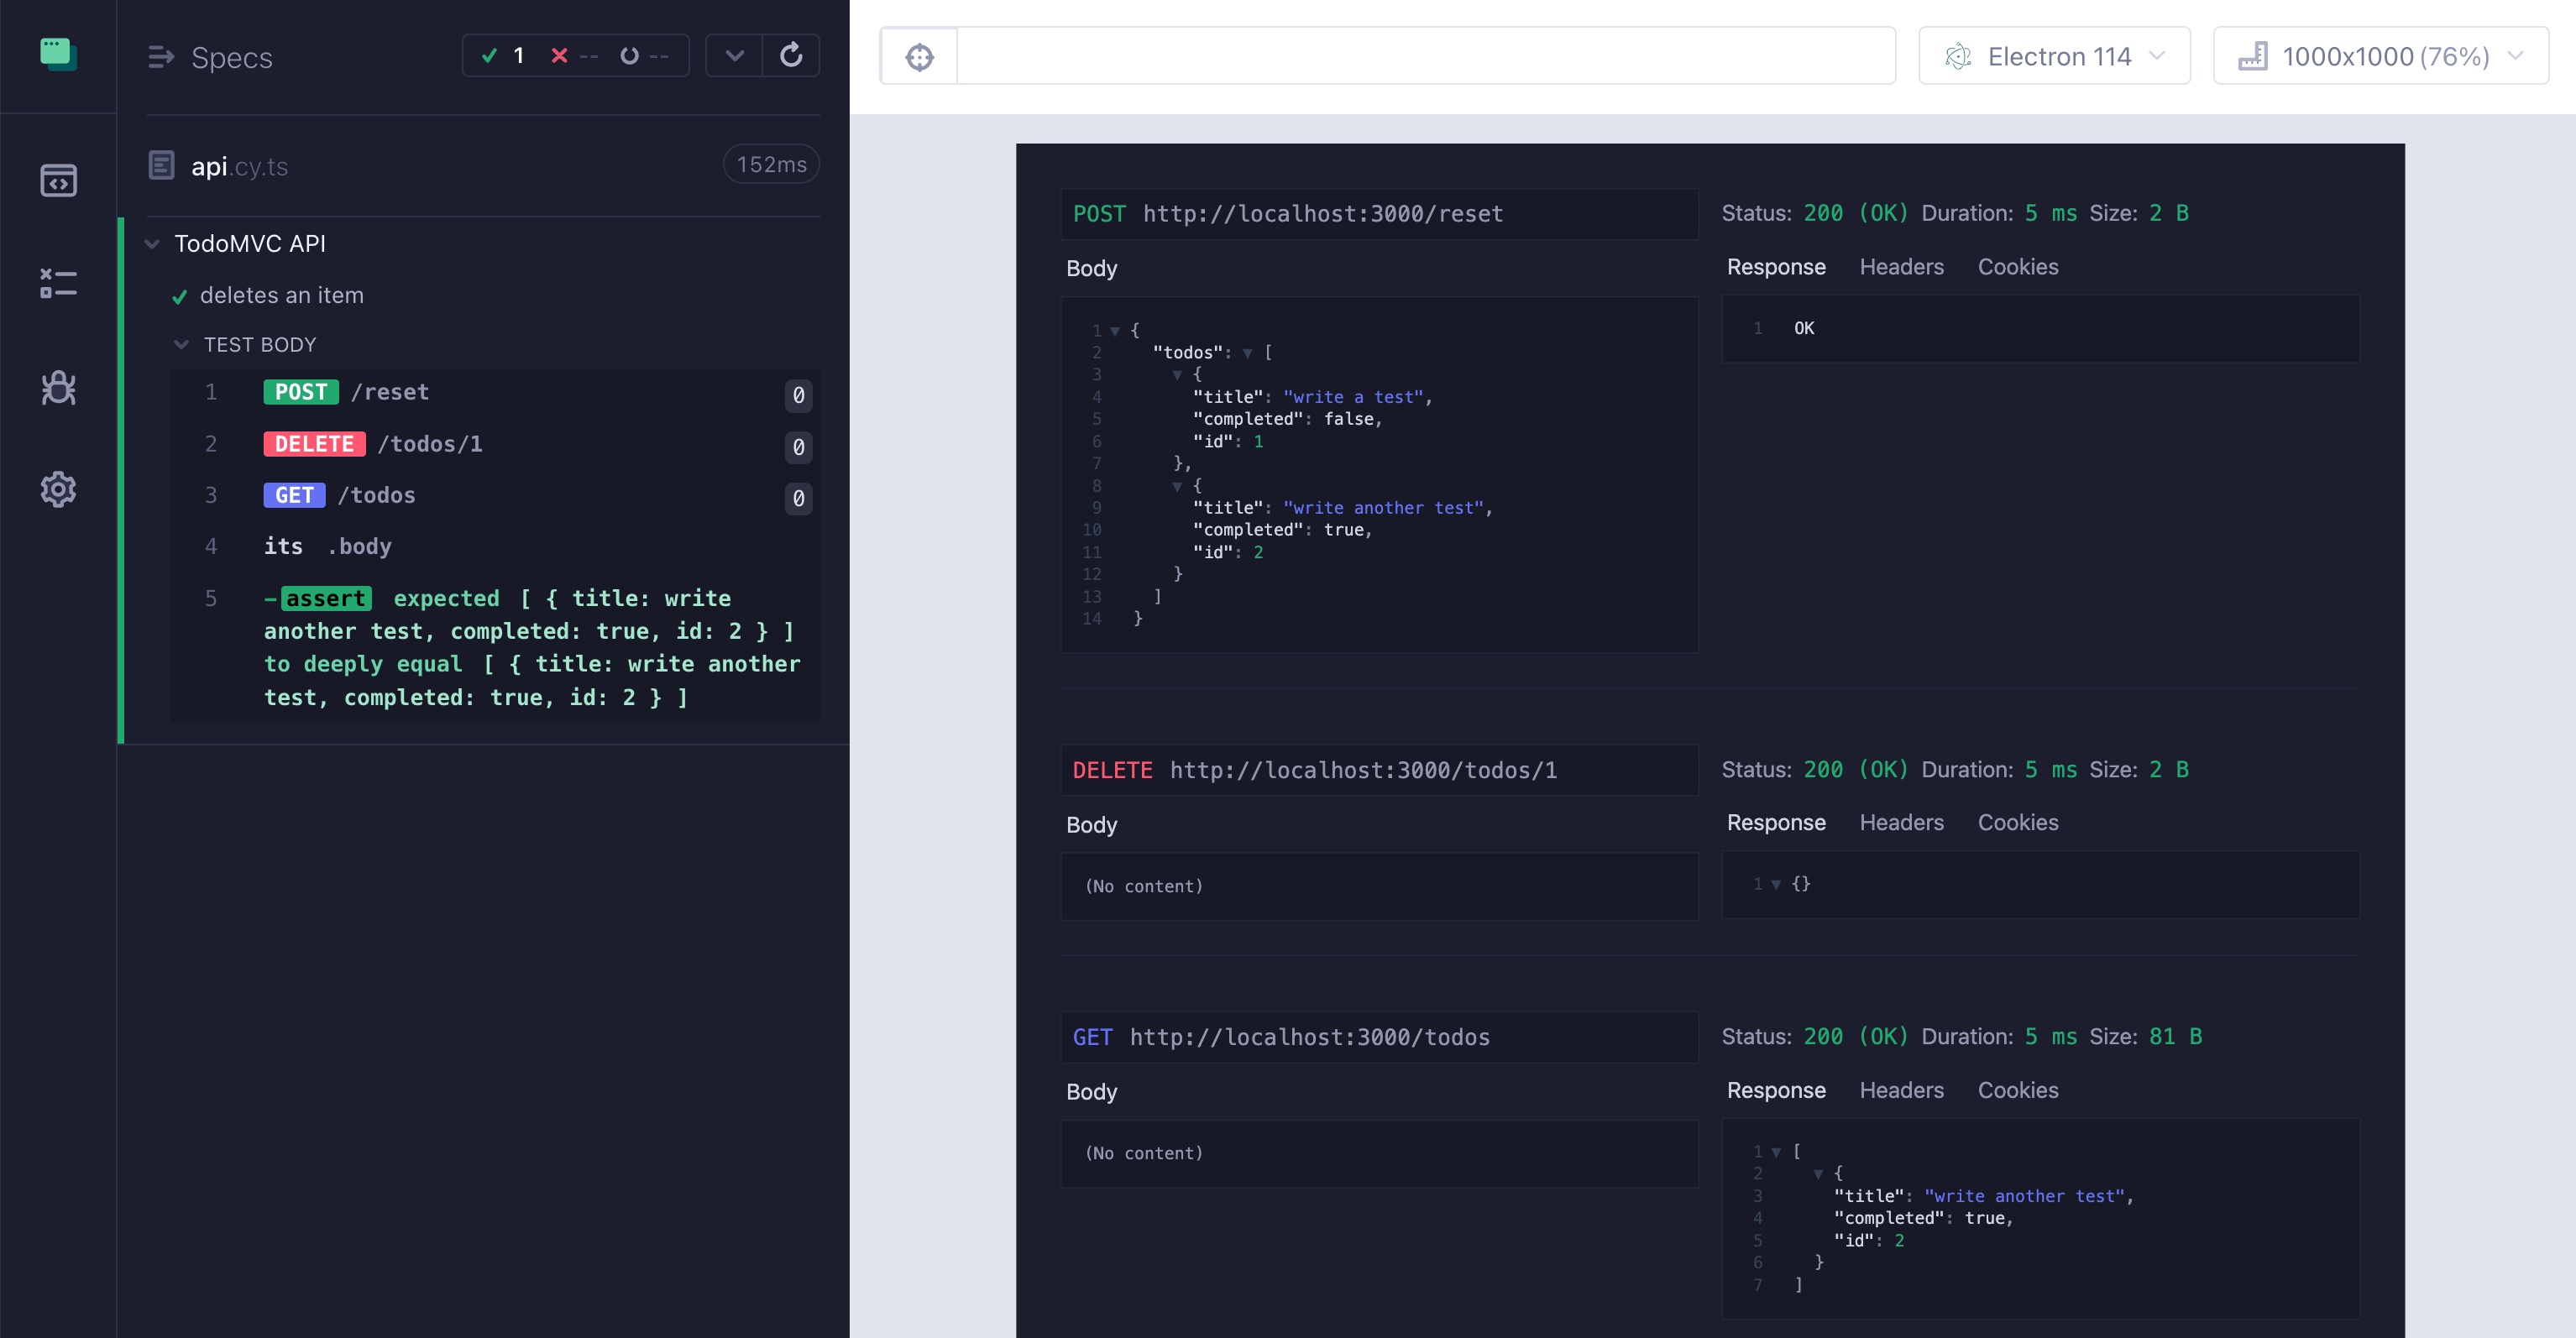 Specs
1 -- --
api.cy.ts
152ms
TodoMVC API
deletes an item
TEST BODY
1 POST /reset 0
2 DELETE /todos/1 0
3 GET /todos 0
4 its .body
5 -assert expected [ { title: write
another test, completed: true, id: 2 } ]
to deeply equal [ { title: write another
test, completed: true, id: 2 } ]
Electron 114
1000x1000 (76%)
POST http://localhost:3000/reset
Status: 200 (OK) Duration: 5 ms Size: 2 B
Body
Response Headers Cookies
1 {
2 "todos": [
3 {
4 "title": "write a test",
5 "completed": false,
6 "id": 1
7 },
8 {
9 "title": "write another test",
10 "completed": true,
11 "id": 2
12 }
13 ]
14 }
1 OK
DELETE http://localhost:3000/todos/1
Status: 200 (OK) Duration: 5 ms Size: 2 B
Body
Response Headers Cookies
(No content)
1 {}
GET http://localhost:3000/todos
Status: 200 (OK) Duration: 5 ms Size: 81 B
Body
Response Headers Cookies
(No content)
1 [
2 {
3 "title": "write another test",
4 "completed": true,
5 "id": 2
6 }
7 ]